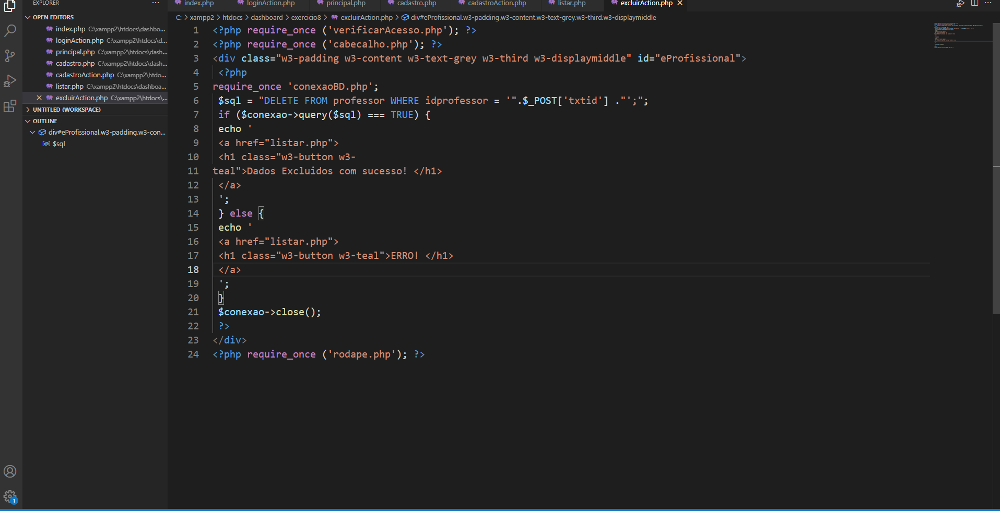 EXPLORER ...
index.php loginAction.php principal.php cadastro.php cadastroAction.php listar.php excluirAction.php
OPEN EDITORS
index.php C:\xampp2\htdocs\dashbo...
loginAction.php C:\xampp2\htdocs\d...
principal.php C:\xampp2\htdocs\dash...
cadastro.php C:\xampp2\htdocs\dash...
cadastroAction.php C:\xampp2\htdo...
listar.php C:\xampp2\htdocs\dashboa...
excluirAction.php C:\xampp2\htdocs\...
UNTITLED (WORKSPACE)
OUTLINE
div#eProfissional.w3-padding.w3-con...
$sql
1
C: > xampp2 > htdocs > dashboard > exercicio8 > excluirAction.php > div#eProfissional.w3-padding.w3-content.w3-text-grey.w3-third.w3-displaymiddle
1 <?php require_once ('verificarAcesso.php'); ?>
2 <?php require_once ('cabecalho.php'); ?>
3 <div class="w3-padding w3-content w3-text-grey w3-third w3-displaymiddle" id="eProfissional">
4 <?php
5 require_once 'conexaoBD.php';
6 $sql = "DELETE FROM professor WHERE idprofessor = '".$_POST['txtid'] ."';";
7 if ($conexao->query($sql) === TRUE) {
8 echo '
9 <a href="listar.php">
10 <h1 class="w3-button w3-
11 teal">Dados Excluidos com sucesso! </h1>
12 </a>
13 ';
14 } else {
15 echo '
16 <a href="listar.php">
17 <h1 class="w3-button w3-teal">ERRO! </h1>
18 </a>
19 ';
20 }
21 $conexao->close();
22 ?>
23 </div>
24 <?php require_once ('rodape.php'); ?>